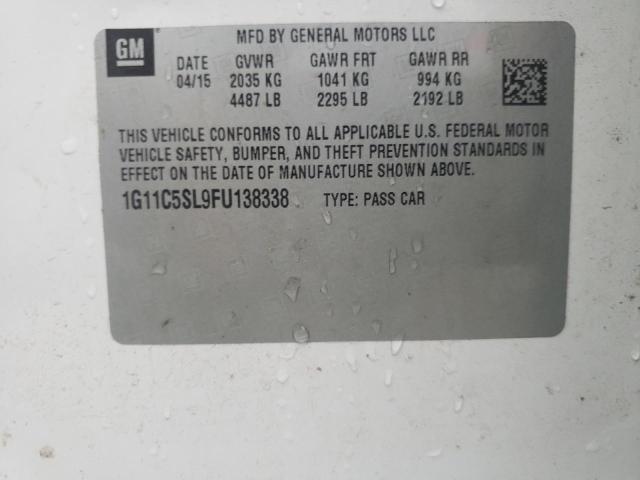 GM
MFD BY GENERAL MOTORS LLC
DATE GVWR GAWR FRT GAWR RR
04/15 2035 KG 1041 KG 994 KG
4487 LB 2295 LB 2192 LB
THIS VEHICLE CONFORMS TO ALL APPLICABLE U.S. FEDERAL MOTOR
VEHICLE SAFETY, BUMPER, AND THEFT PREVENTION STANDARDS IN
EFFECT ON THE DATE OF MANUFACTURE SHOWN ABOVE.
1G11C5SL9FU138338 TYPE: PASS CAR